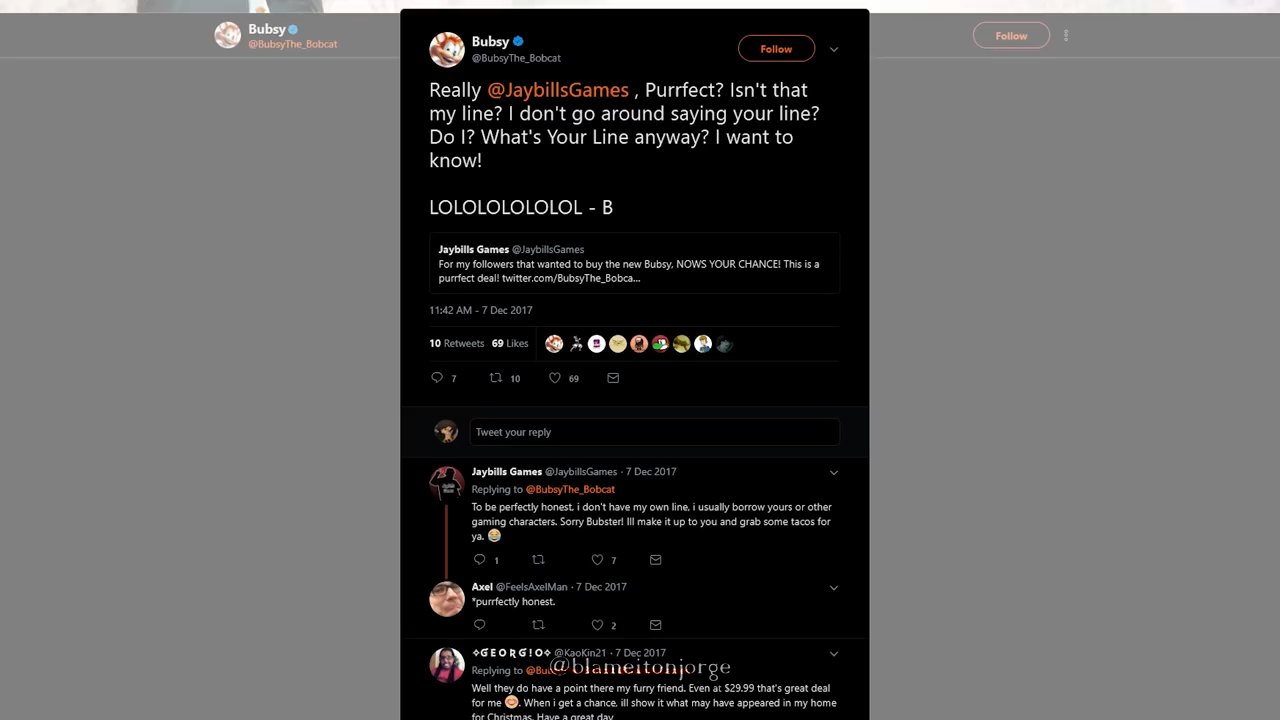 Bubsy
@BubsyThe_Bobcat
Follow
Bubsy
@BubsyThe_Bobcat
Follow
Really @JaybillsGames , Purrfect? Isn't that
my line? I don't go around saying your line?
Do I? What's Your Line anyway? I want to
know!
LOLOLOLOLOLOL - B
Jaybills Games @JaybillsGames
For my followers that wanted to buy the new Bubsy, NOWS YOUR CHANCE! This is a
purrfect deal! twitter.com/BubsyThe_Bobca...
11:42 AM - 7 Dec 2017
10 Retweets 69 Likes
7 10 69
Tweet your reply
Jaybills Games @JaybillsGames · 7 Dec 2017
Replying to @BubsyThe_Bobcat
To be perfectly honest, i don't have my own line, i usually borrow yours or other
gaming characters. Sorry Bubster! Ill make it up to you and grab some tacos for
ya. 😂
1 7
Axel @FeelsAxelMan · 7 Dec 2017
*purrfectly honest.
2
✧GEORG!O✧ @KaoKin21 · 7 Dec 2017
Replying to
@blameitonjorge
Well they do have a point there my furry friend. Even at $29.99 that's great deal
for me 😊. When i get a chance, ill show it what may have appeared in my home
for Christmas. Have a great day